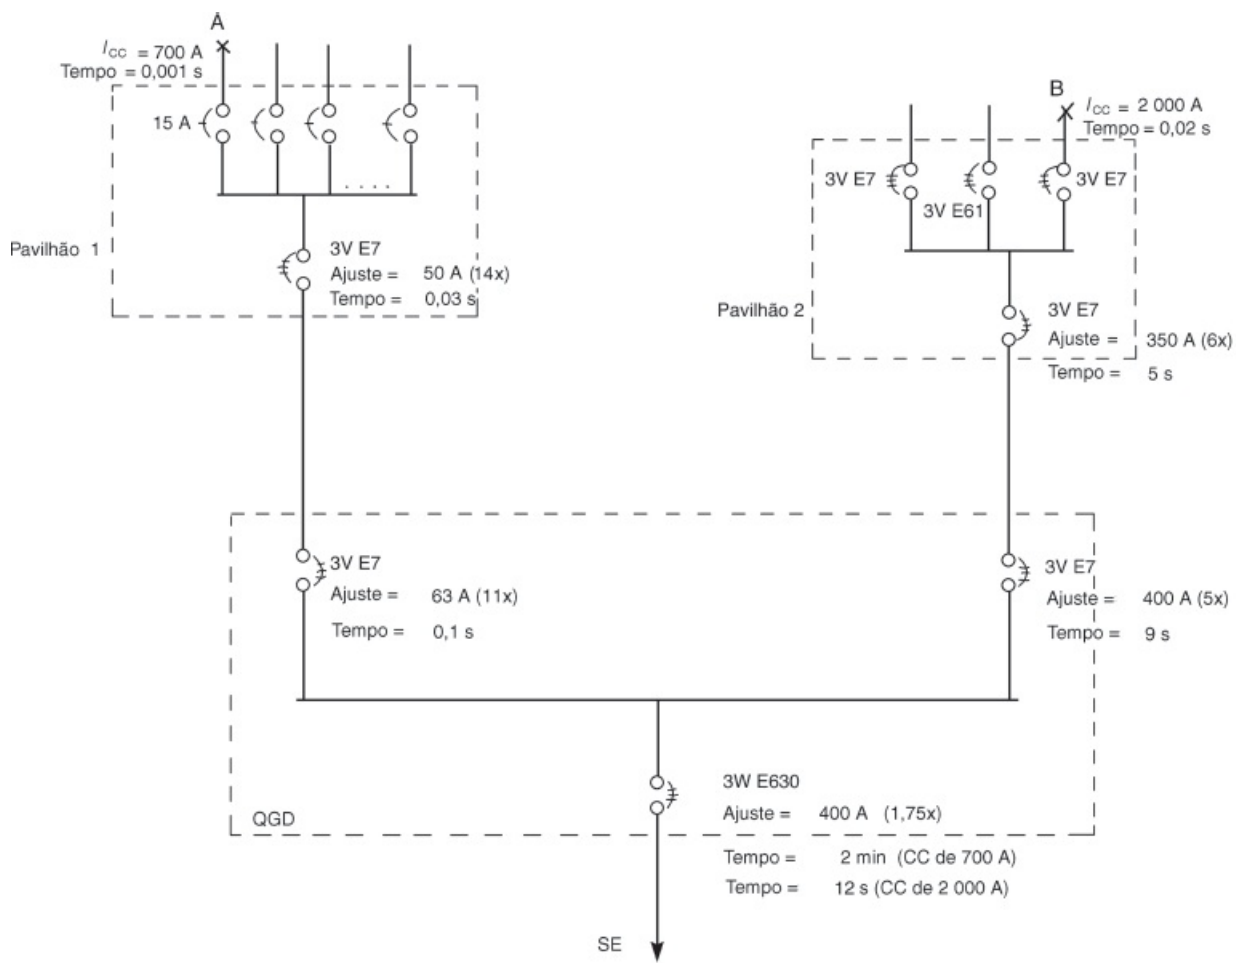 A
ICC = 700 A
Tempo = 0,001 s
15 A
. . . .
Pavilhão 1
3V E7
Ajuste = 50 A (14x)
Tempo = 0,03 s
B
ICC = 2 000 A
Tempo = 0,02 s
3V E7
3V E61
3V E7
Pavilhão 2
3V E7
Ajuste = 350 A (6x)
Tempo = 5 s
3V E7
Ajuste = 63 A (11x)
Tempo = 0,1 s
3V E7
Ajuste = 400 A (5x)
Tempo = 9 s
3W E630
Ajuste = 400 A (1,75x)
QGD
Tempo = 2 min (CC de 700 A)
Tempo = 12 s (CC de 2 000 A)
SE